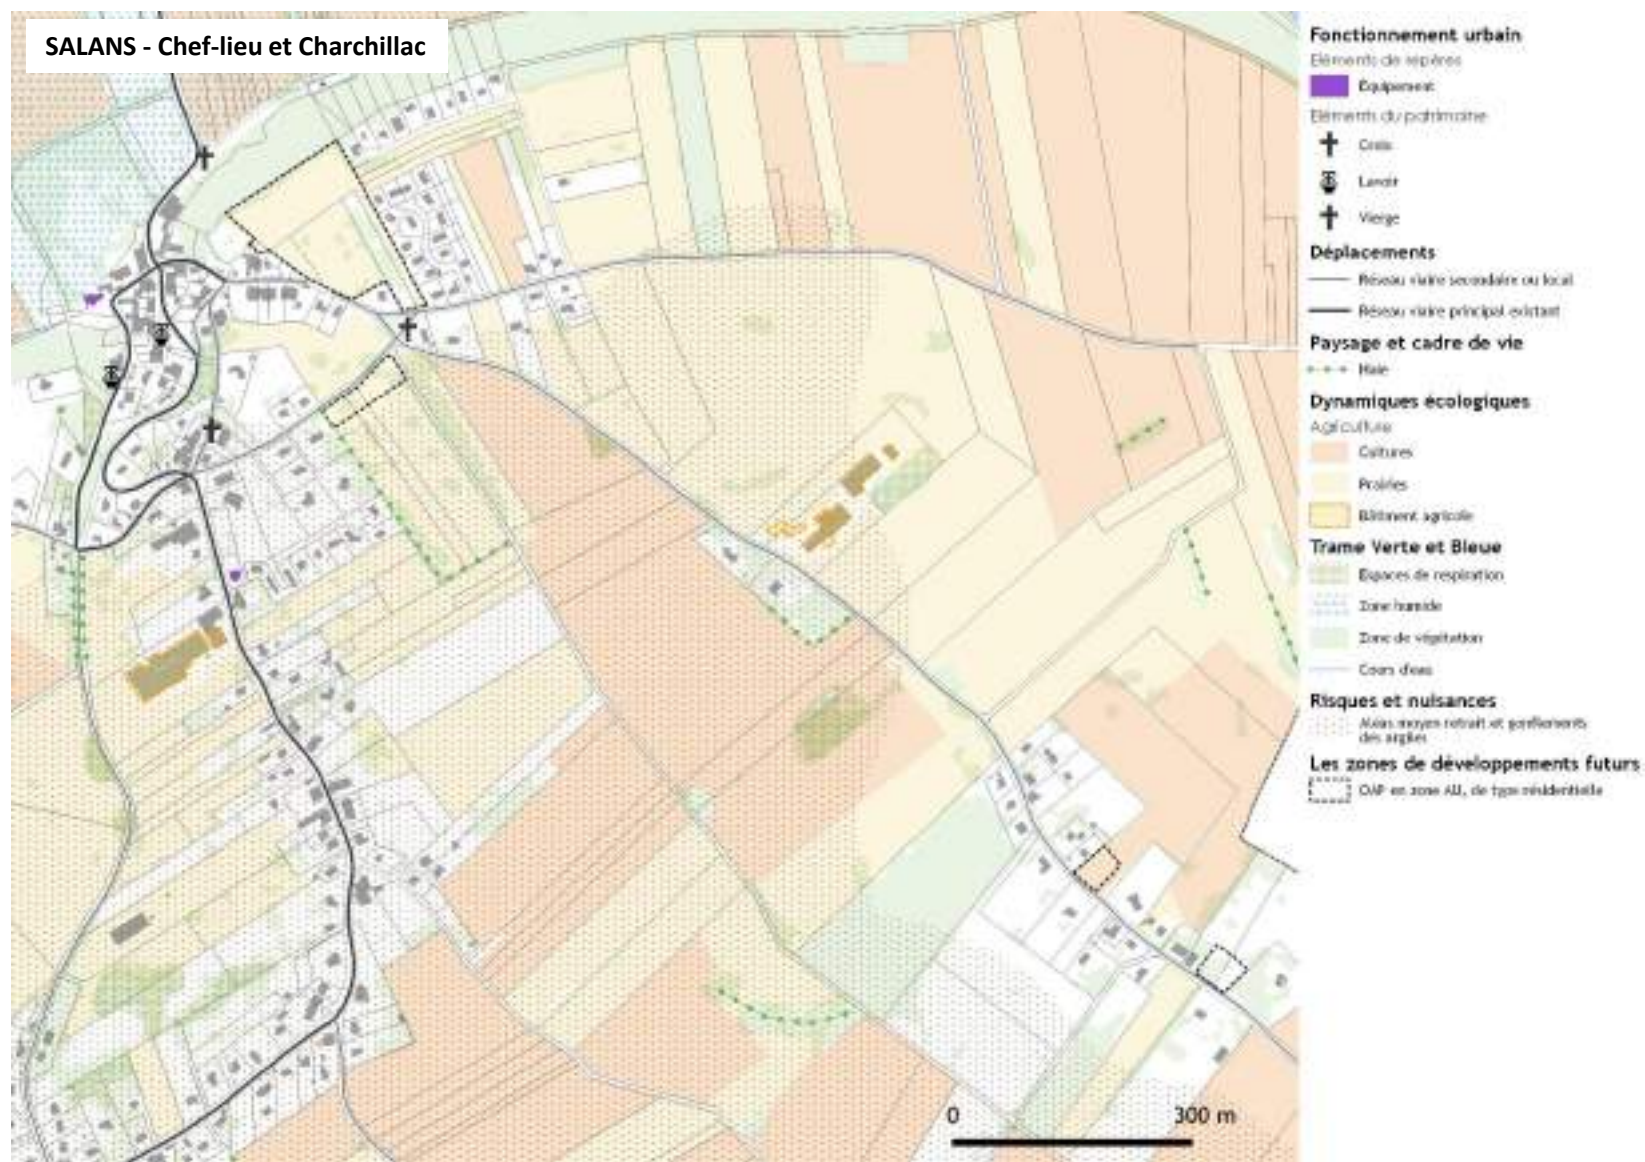 SALANS - Chef-lieu et Charchillac
Fonctionnement urbain
Eléments de repères
Equipement
Eléments du patrimoine
Croix
Lavoir
Vierge
Déplacements
Réseau viaire secondaire ou local
Réseau viaire principal existant
Paysage et cadre de vie
Haie
Dynamiques écologiques
Agriculture
Cultures
Prairies
Bâtiment agricole
Trame Verte et Bleue
Espaces de respiration
Zone humide
Zone de végétation
Cours d'eau
Risques et nuisances
Aléas moyen retrait et gonflements
des argiles
Les zones de développements futurs
OAP en zone AU, de type résidentielle
0 300 m